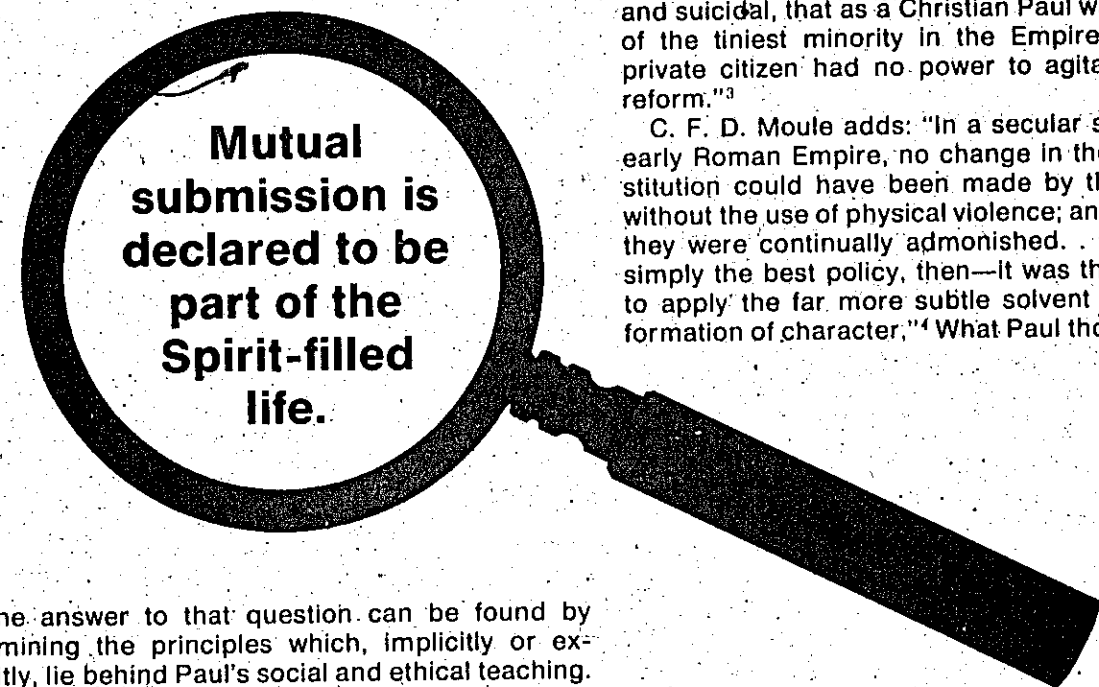 Mutual
submission is
declared to be
part of the
Spirit-filled
life.
he answer to that question can be found by
mining the principles which, implicitly or ex-
tly, lie behind Paul's social and ethical teaching.
and suicidal, that as a Christian Paul w
of the tiniest minority in the Empire
private citizen had no power to agita
reform."3
C. F. D. Moule adds: "In a secular s
early Roman Empire, no change in the
stitution could have been made by th
without the use of physical violence; an
they were continually admonished. . .
simply the best policy, then—it was th
to apply the far more subtle solvent
formation of character."4 What Paul tho